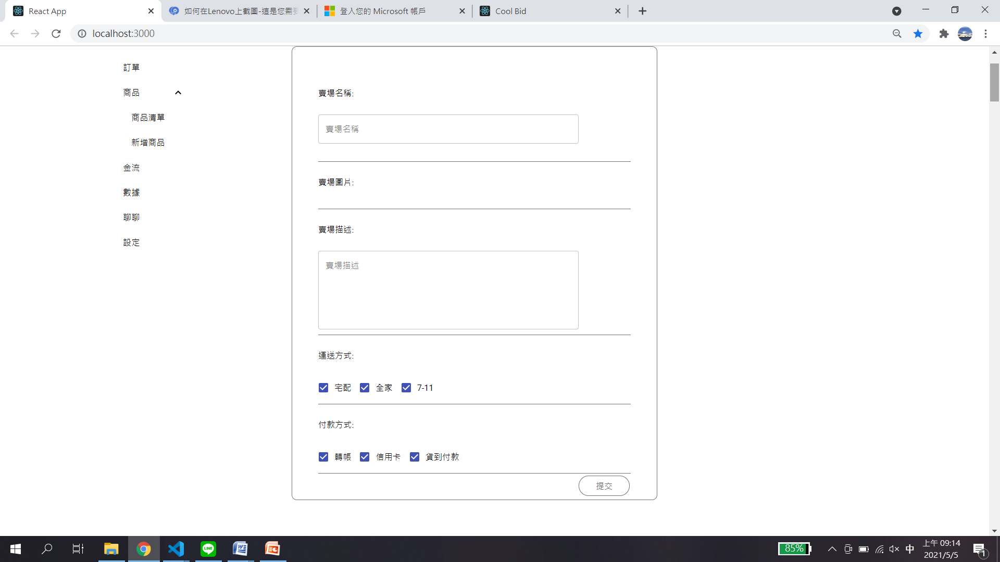 React App
如何在Lenovo上截圖-這是您需要
登入您的 Microsoft 帳戶
Cool Bid
localhost:3000
訂單
商品
商品清單
新增商品
金流
數據
聊聊
設定
賣場名稱:
賣場名稱
賣場圖片:
賣場描述:
賣場描述
運送方式:
宅配 全家 7-11
付款方式:
轉帳 信用卡 貨到付款
提交
LINE
85%
中
上午 09:14
2021/5/5
1